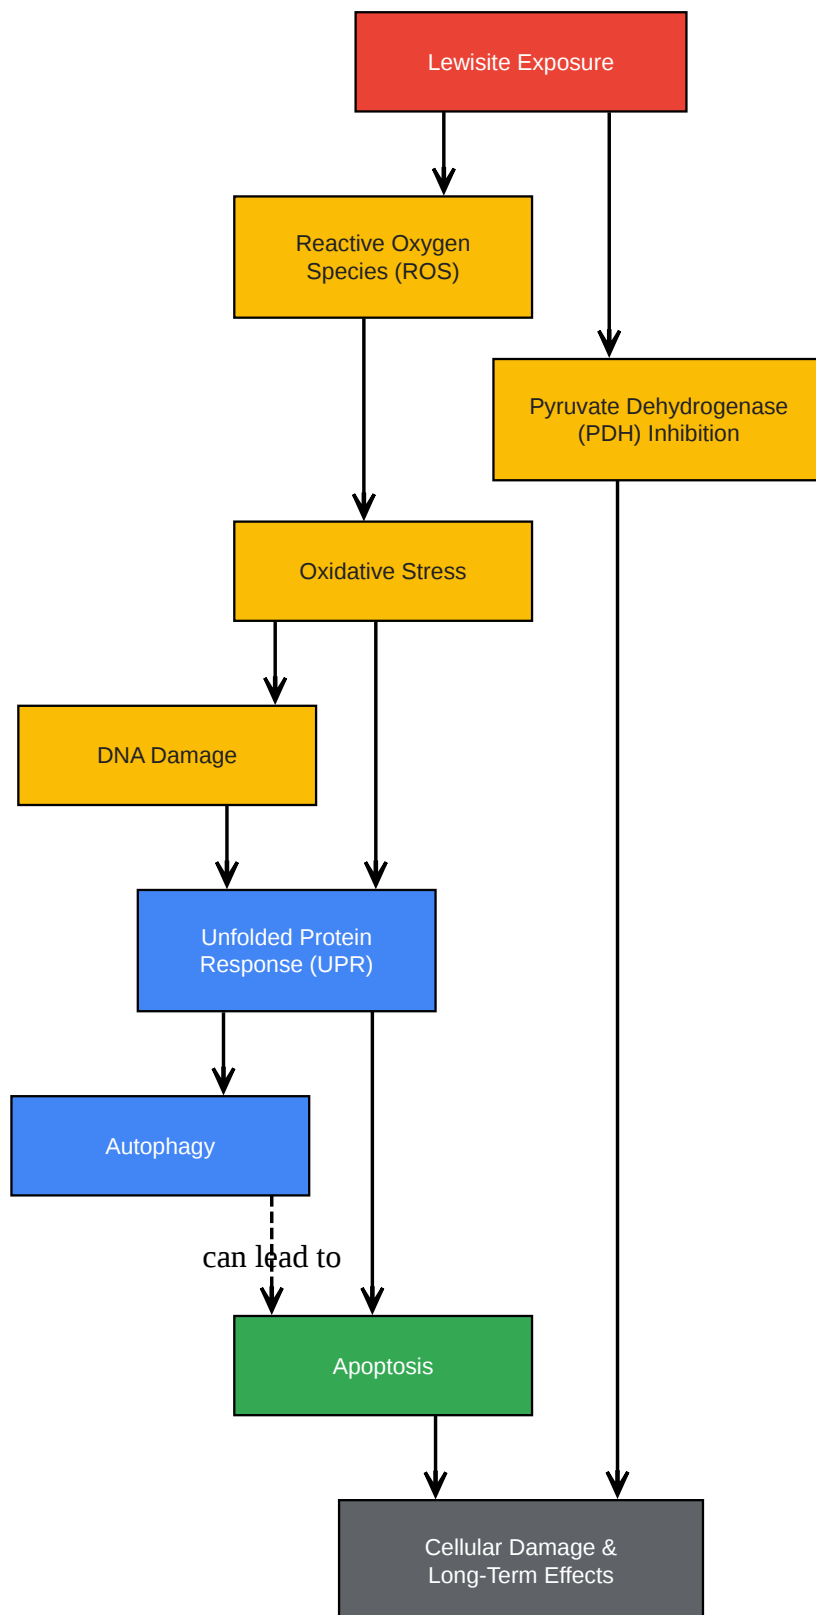 Lewisite Exposure
Reactive Oxygen
Species (ROS)
Pyruvate Dehydrogenase
(PDH) Inhibition
Oxidative Stress
DNA Damage
Unfolded Protein
Response (UPR)
Autophagy
can lead to
Apoptosis
Cellular Damage &
Long-Term Effects